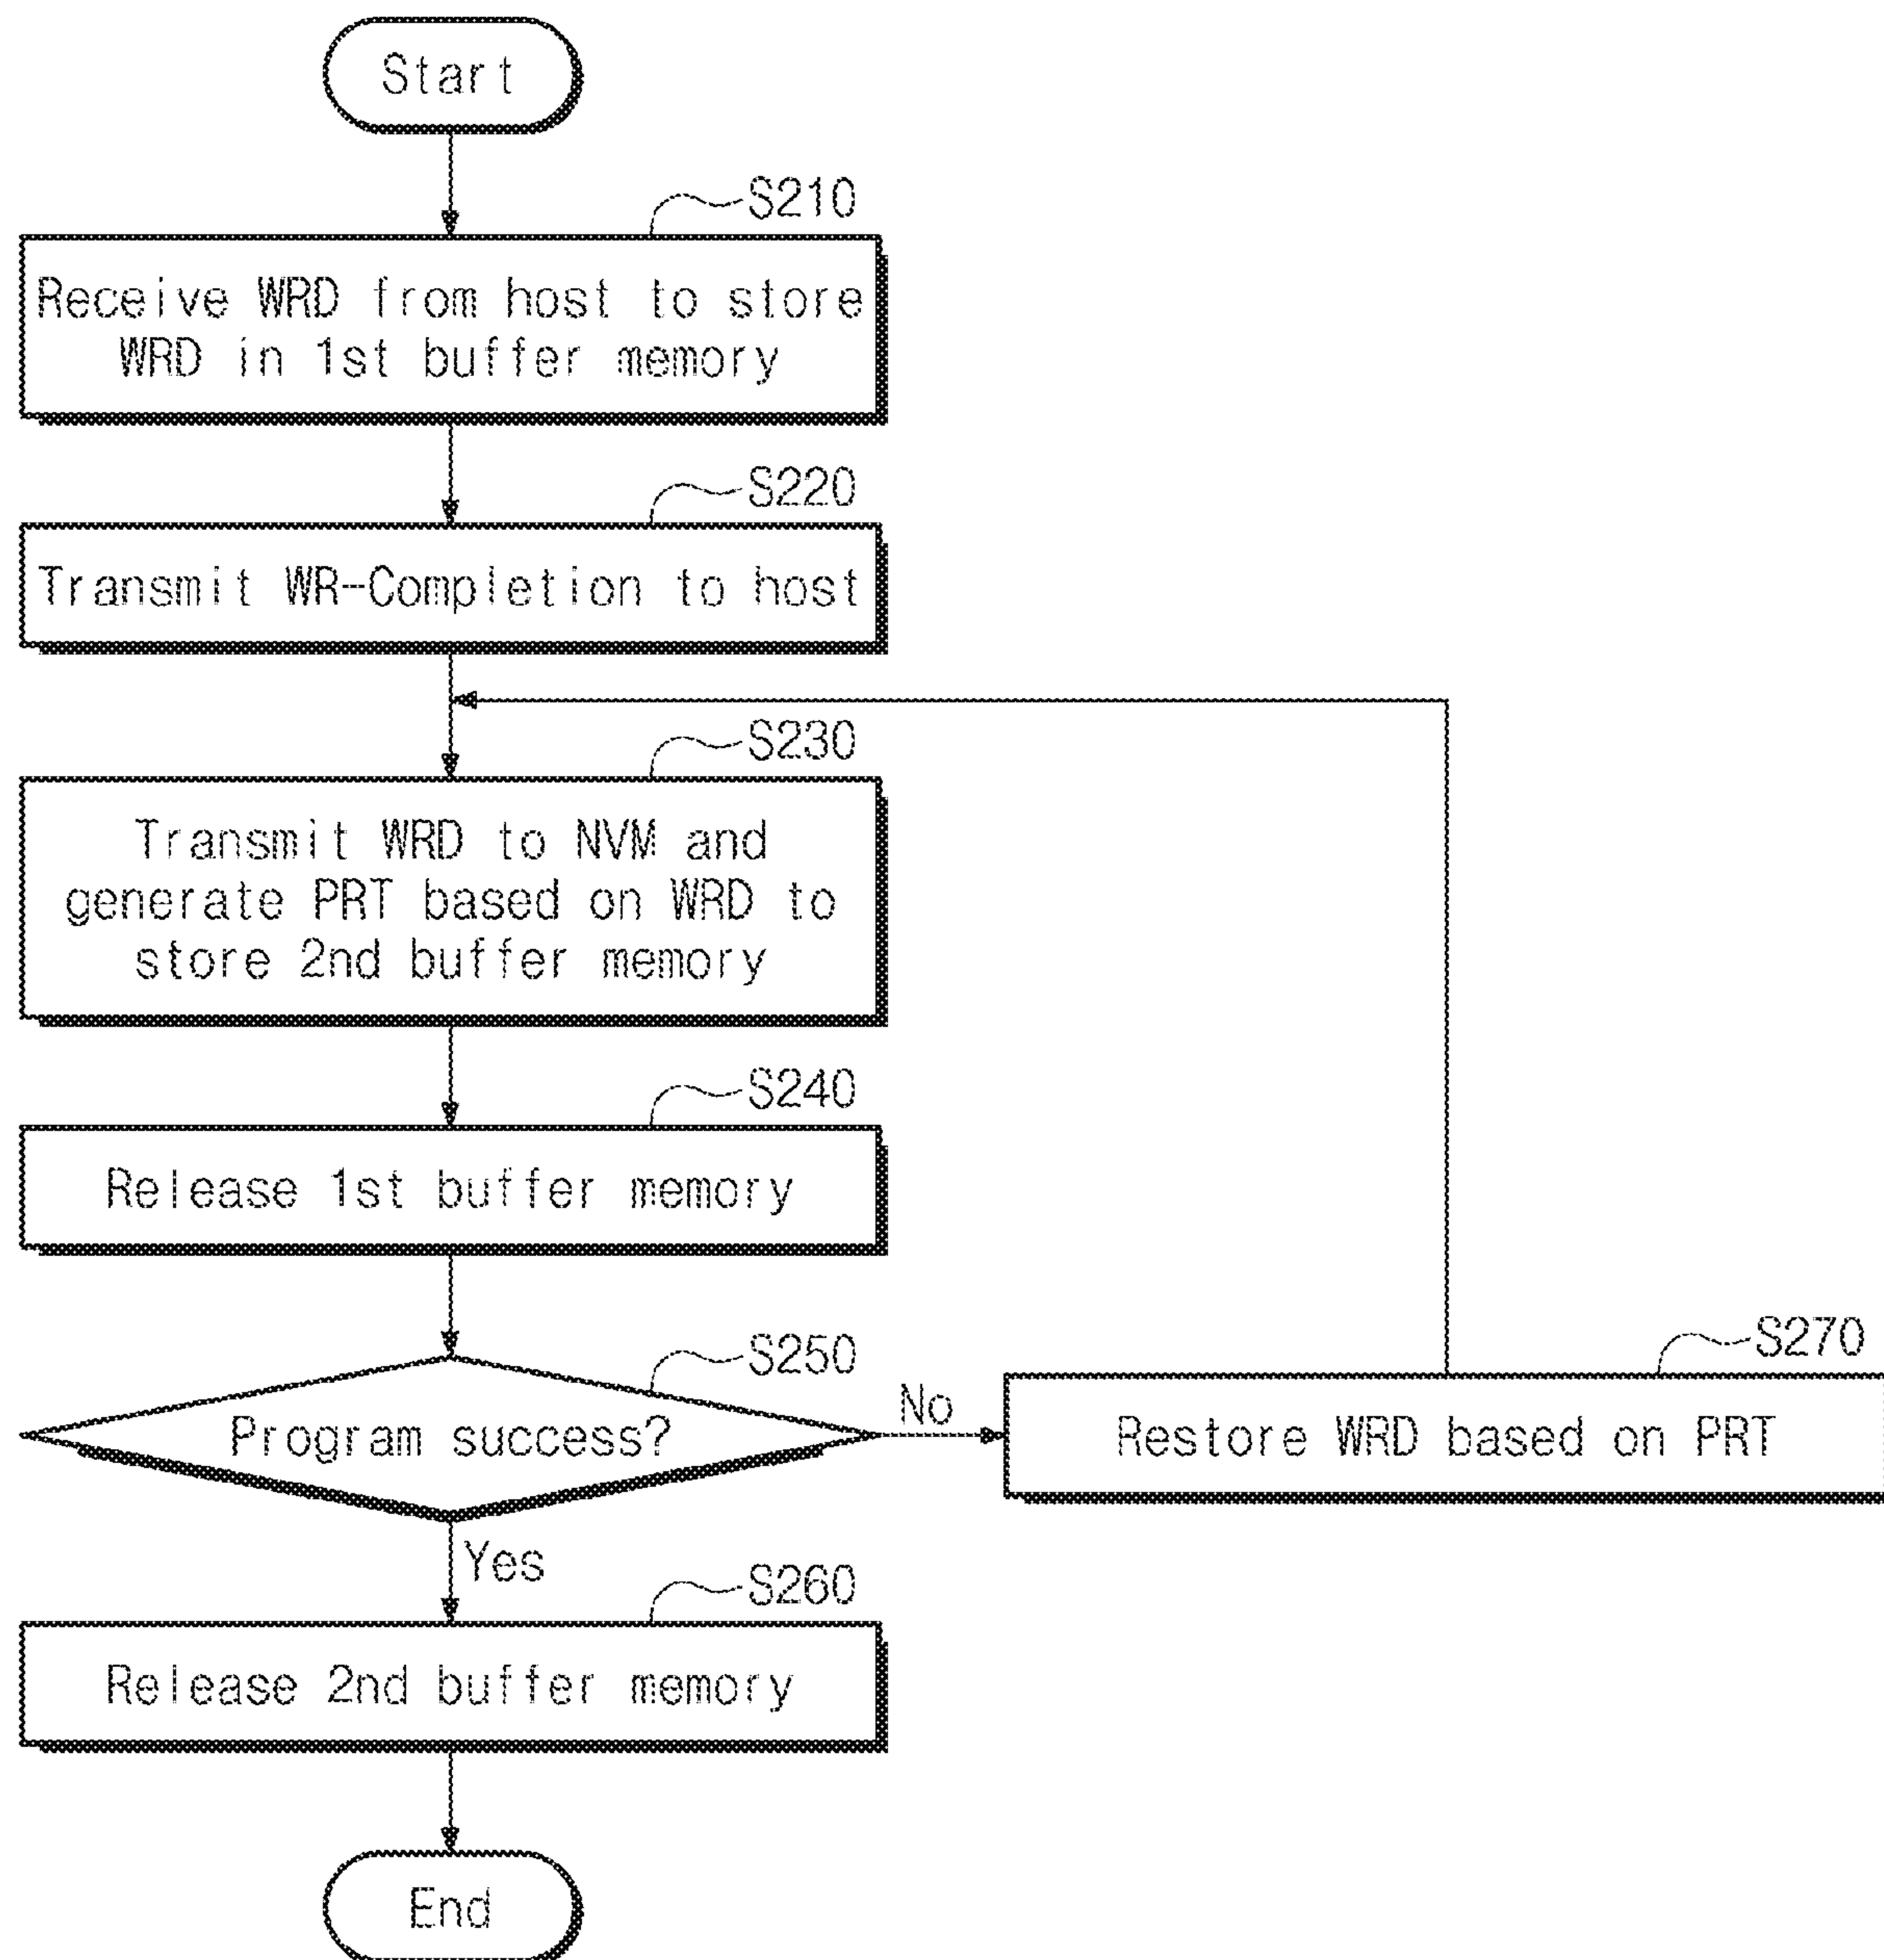 Start
S210
Receive WRD from host to store
WRD in 1st buffer memory
S220
Transmit WR-Completion to host
S230
Transmit WRD to NVM and
generate PRT based on WRD to
store 2nd buffer memory
S240
Release 1st buffer memory
S250
Program success?
No
S270
Restore WRD based on PRT
Yes
S260
Release 2nd buffer memory
End